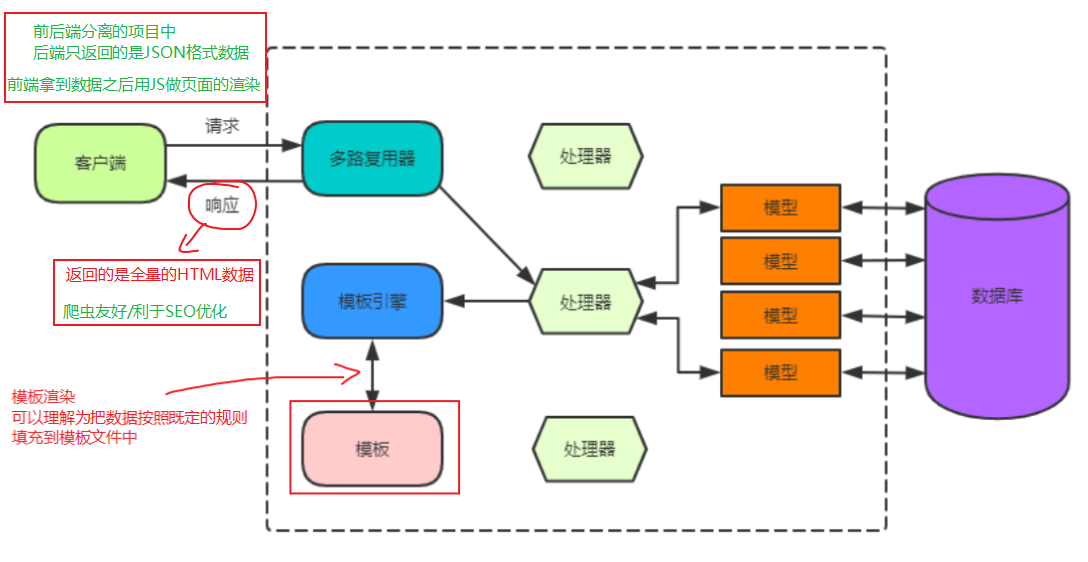 前后端分离的项目中
后端只返回的是JSON格式数据
前端拿到数据之后用JS做页面的渲染
请求
客户端
多路复用器
处理器
响应
模型
返回的是全量的HTML数据
爬虫友好/利于SEO优化
模板引擎
处理器
模型
数据库
模型
模型
模板渲染
可以理解为把数据按照既定的规则
填充到模板文件中
模板
处理器